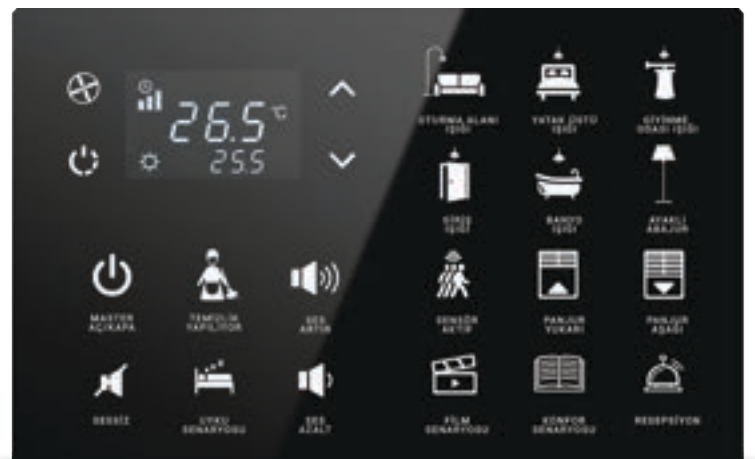 26.5 °C
25.5
OTURMA ALANI
IŞIĞI
YATAK ÜSTÜ
IŞIĞI
GİYİNME
ODASI IŞIĞI
GİRİŞ
IŞIĞI
BANYO
IŞIĞI
AYAKLI
ABAJUR
MASTER
AÇ/KAPA
TEMİZLİK
YAPILIYOR
SES
ARTIR
SENSÖR
AKTİF
PANJUR
YUKARI
PANJUR
AŞAĞI
SESSİZ
UYKU
SENARYOSU
SES
AZALT
FİLM
SENARYOSU
KONFOR
SENARYOSU
RESEPSİYON